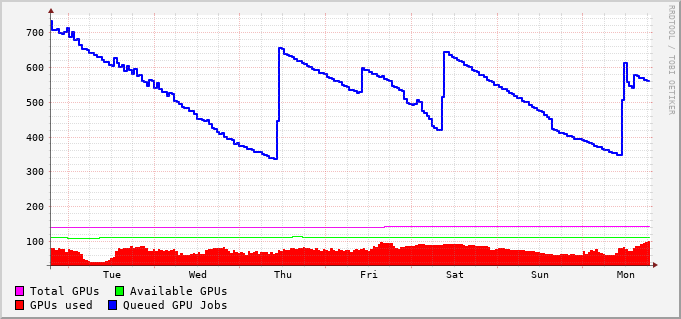 RRDTOOL / TOBI OETIKER
700
600
500
400
300
200
100
Tue Wed Thu Fri Sat Sun Mon
Total GPUs Available GPUs
GPUs used Queued GPU Jobs